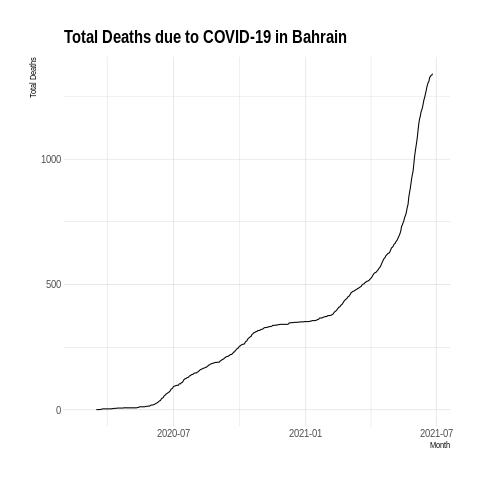 Total Deaths due to COVID-19 in Bahrain
Total Deaths
1000
500
0
2020-07
2021-01
2021-07
Month